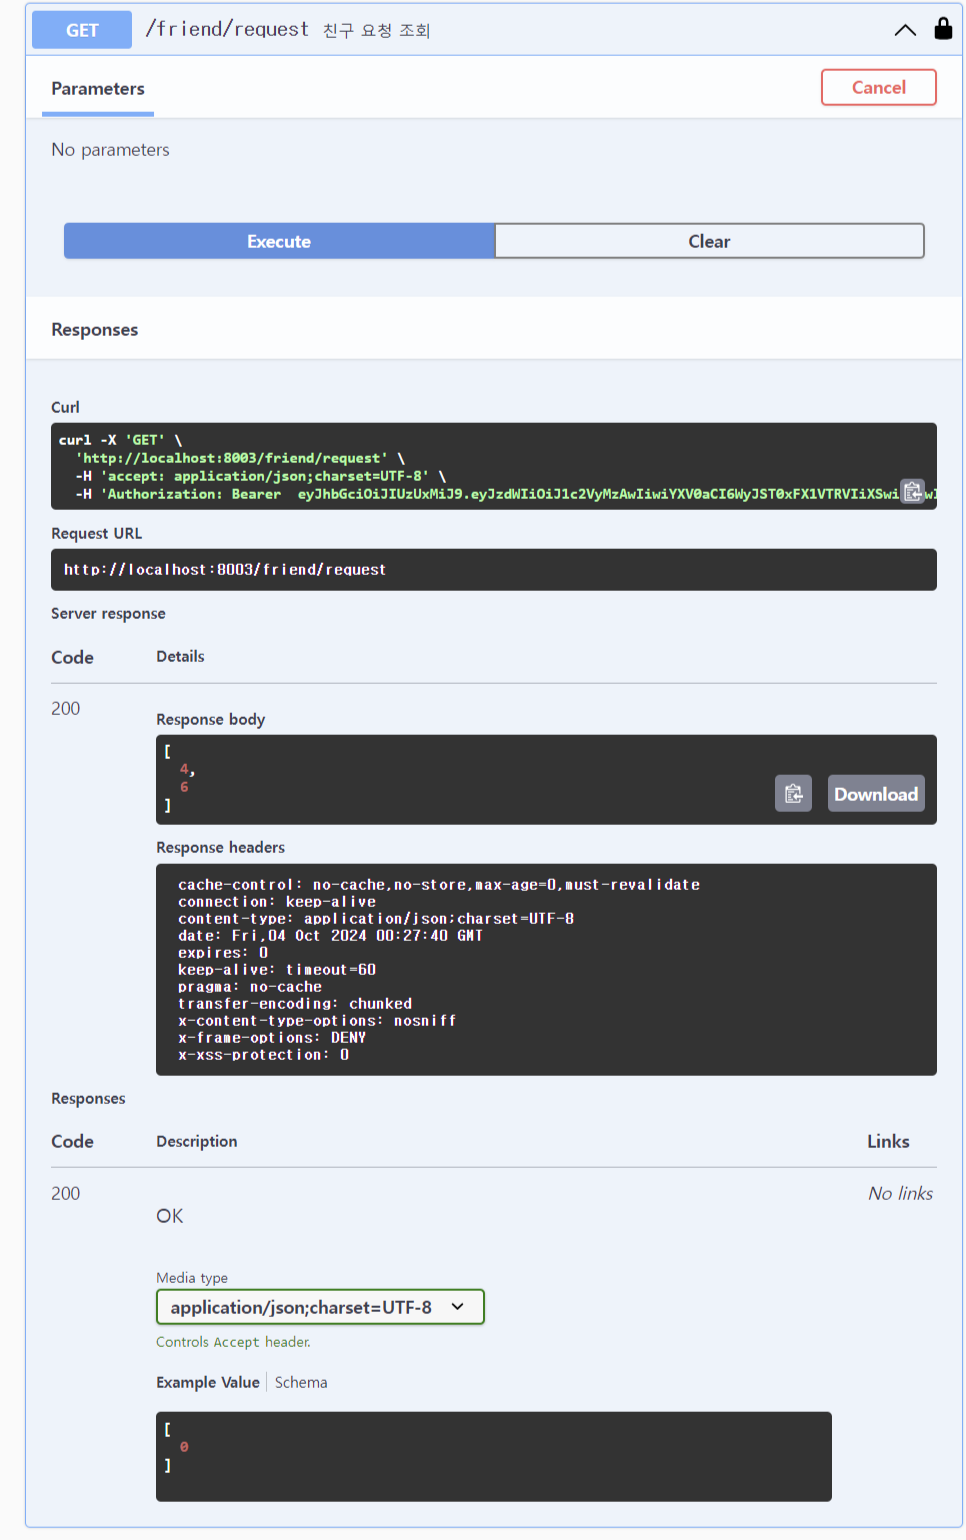 GET /friend/request 친구 요청 조회
Parameters Cancel
No parameters
Execute Clear
Responses
Curl
curl -X 'GET' \
'http://localhost:8003/friend/request' \
-H 'accept: application/json;charset=UTF-8' \
-H 'Authorization: Bearer eyJhbGciOiJIUzUxMiJ9.eyJzdWIiOiJ1c2VyMzAwIiwiYXV0aCI6WyJST0xFX1VTRVIiXSwi
Request URL
http://localhost:8003/friend/request
Server response
Code Details
200
Response body
[
4,
6
]
Download
Response headers
cache-control: no-cache,no-store,max-age=0,must-revalidate
connection: keep-alive
content-type: application/json;charset=UTF-8
date: Fri,04 Oct 2024 00:27:40 GMT
expires: 0
keep-alive: timeout=60
pragma: no-cache
transfer-encoding: chunked
x-content-type-options: nosniff
x-frame-options: DENY
x-xss-protection: 0
Responses
Code Description Links
200 No links
OK
Media type
application/json;charset=UTF-8
Controls Accept header.
Example Value Schema
[
0
]